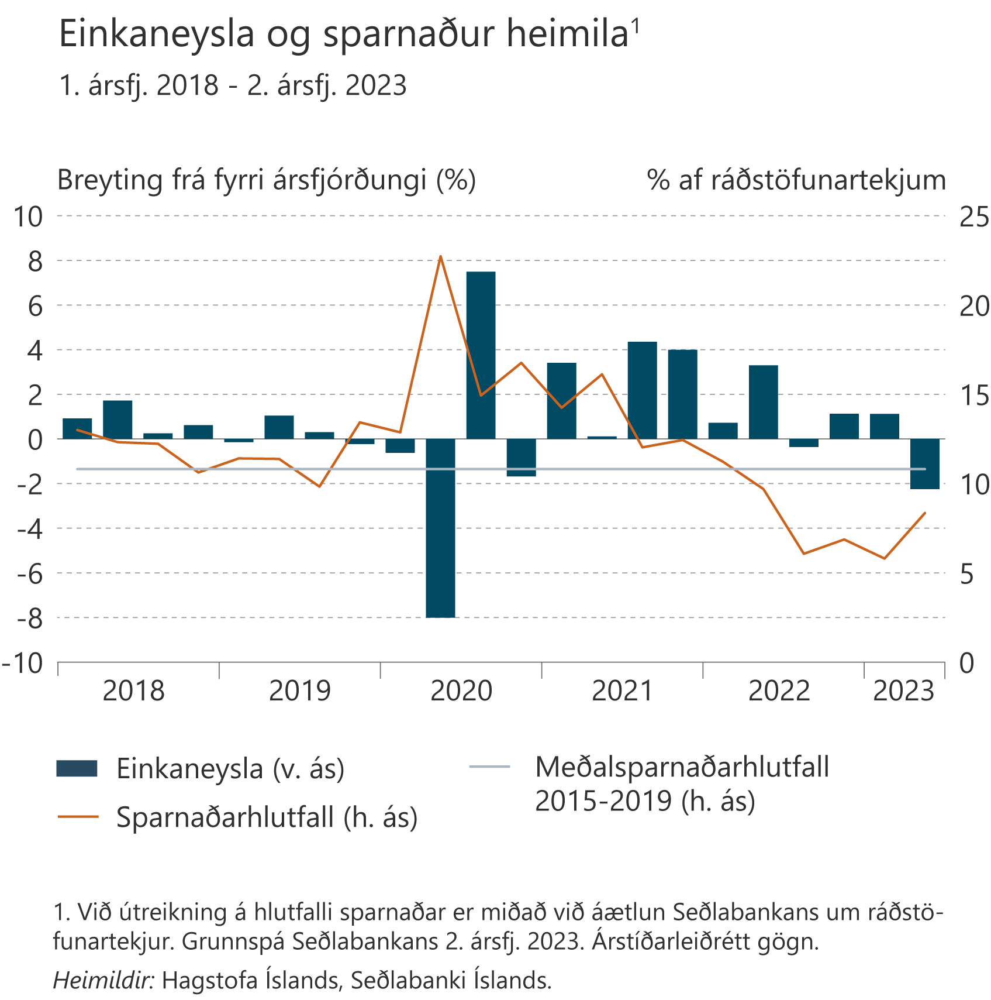 Einkaneysla og sparnaður heimila¹
1. ársfj. 2018 - 2. ársfj. 2023
Breyting frá fyrri ársfjórðungi (%)
% af ráðstöfunartekjum
10
8
6
4
2
0
-2
-4
-6
-8
-10
25
20
15
10
5
0
2018 2019 2020 2021 2022 2023
Einkaneysla (v. ás)
Sparnaðarhlutfall (h. ás)
Meðalsparnaðarhlutfall
2015-2019 (h. ás)
1. Við útreikning á hlutfalli sparnaðar er miðað við áætlun Seðlabankans um ráðstö-
funartekjur. Grunnspá Seðlabankans 2. ársfj. 2023. Árstíðarleiðrétt gögn.
Heimildir: Hagstofa Íslands, Seðlabanki Íslands.